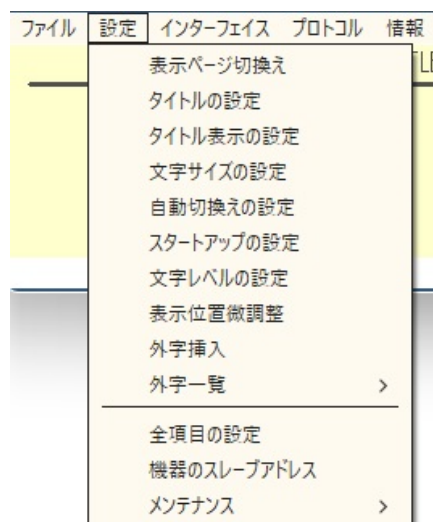 ファイル 設定 インターフェイス プロトコル 情報
表示ページ切換え
タイトルの設定
タイトル表示の設定
文字サイズの設定
自動切換えの設定
スタートアップの設定
文字レベルの設定
表示位置微調整
外字挿入
外字一覧 >
全項目の設定
機器のスレーブアドレス
メンテナンス >